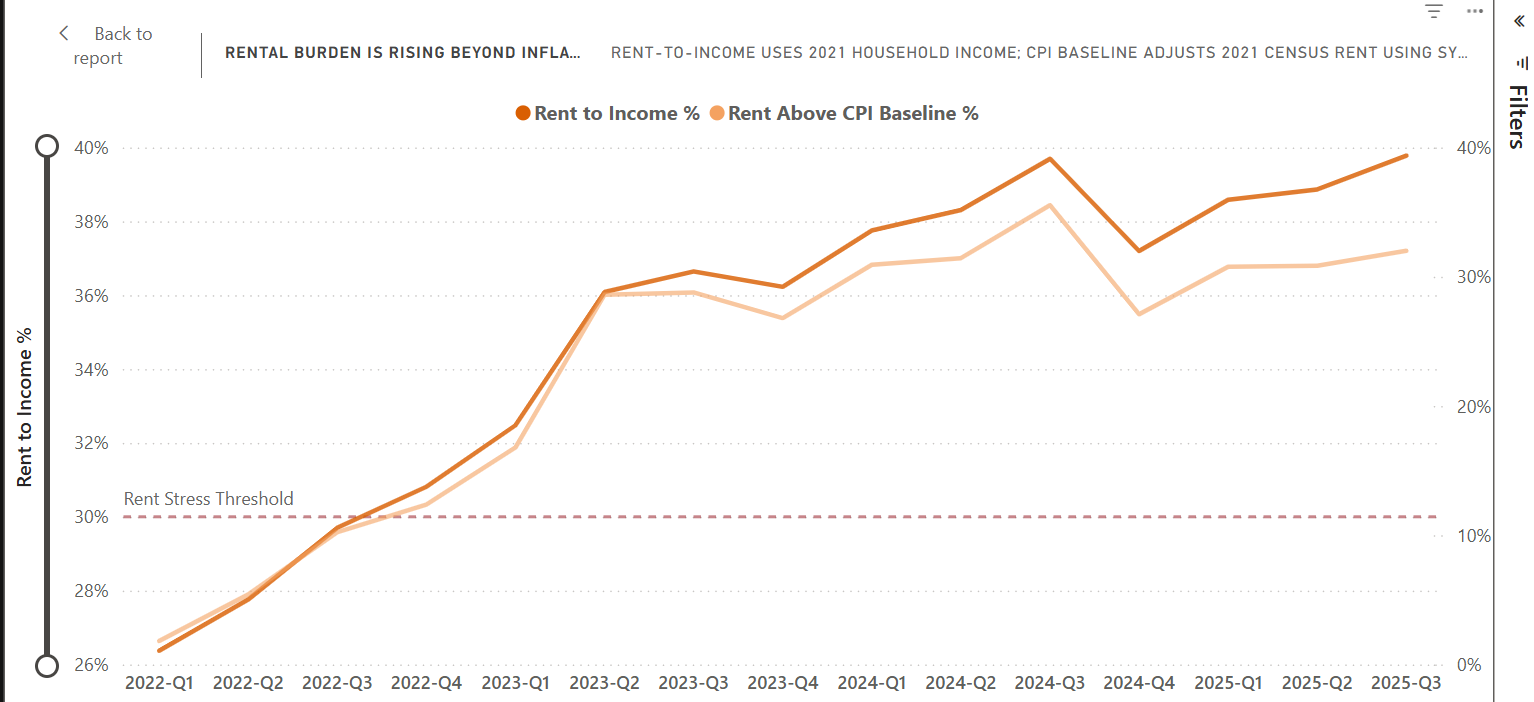 Back to
report
RENTAL BURDEN IS RISING BEYOND INFLA...
RENT-TO-INCOME USES 2021 HOUSEHOLD INCOME; CPI BASELINE ADJUSTS 2021 CENSUS RENT USING SY...
Filters
Rent to Income %
Rent Above CPI Baseline %
Rent to Income %
40%
38%
36%
34%
32%
30%
28%
26%
Rent Stress Threshold
40%
30%
20%
10%
0%
2022-Q1
2022-Q2
2022-Q3
2022-Q4
2023-Q1
2023-Q2
2023-Q3
2023-Q4
2024-Q1
2024-Q2
2024-Q3
2024-Q4
2025-Q1
2025-Q2
2025-Q3